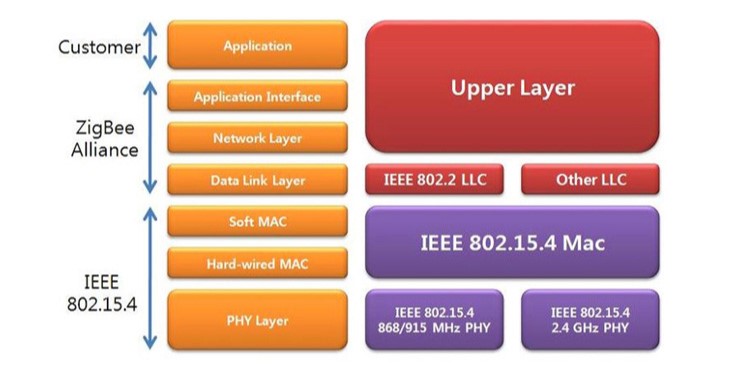 Customer
Application
ZigBee
Alliance
Application Interface
Network Layer
Data Link Layer
IEEE
802.15.4
Soft MAC
Hard-wired MAC
PHY Layer
Upper Layer
IEEE 802.2 LLC
Other LLC
IEEE 802.15.4 Mac
IEEE 802.15.4
868/915 MHz PHY
IEEE 802.15.4
2.4 GHz PHY